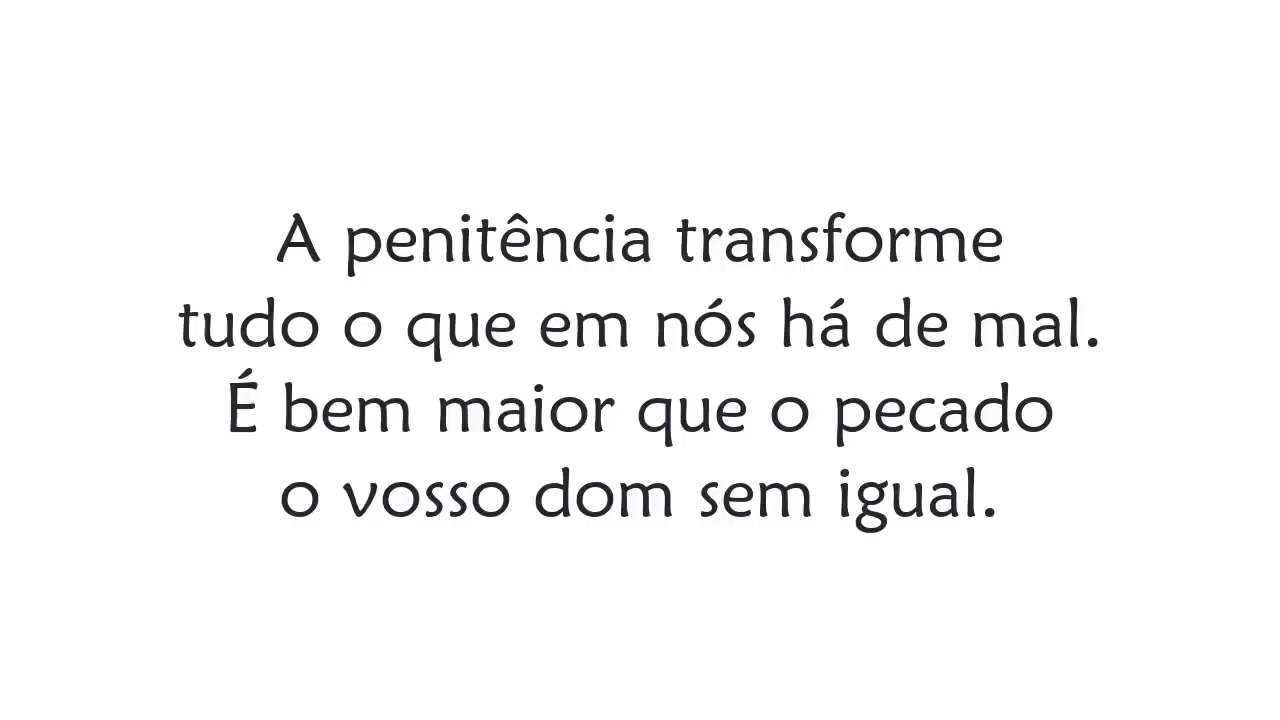 A penitência transforme
tudo o que em nós há de mal.
É bem maior que o pecado
o vosso dom sem igual.